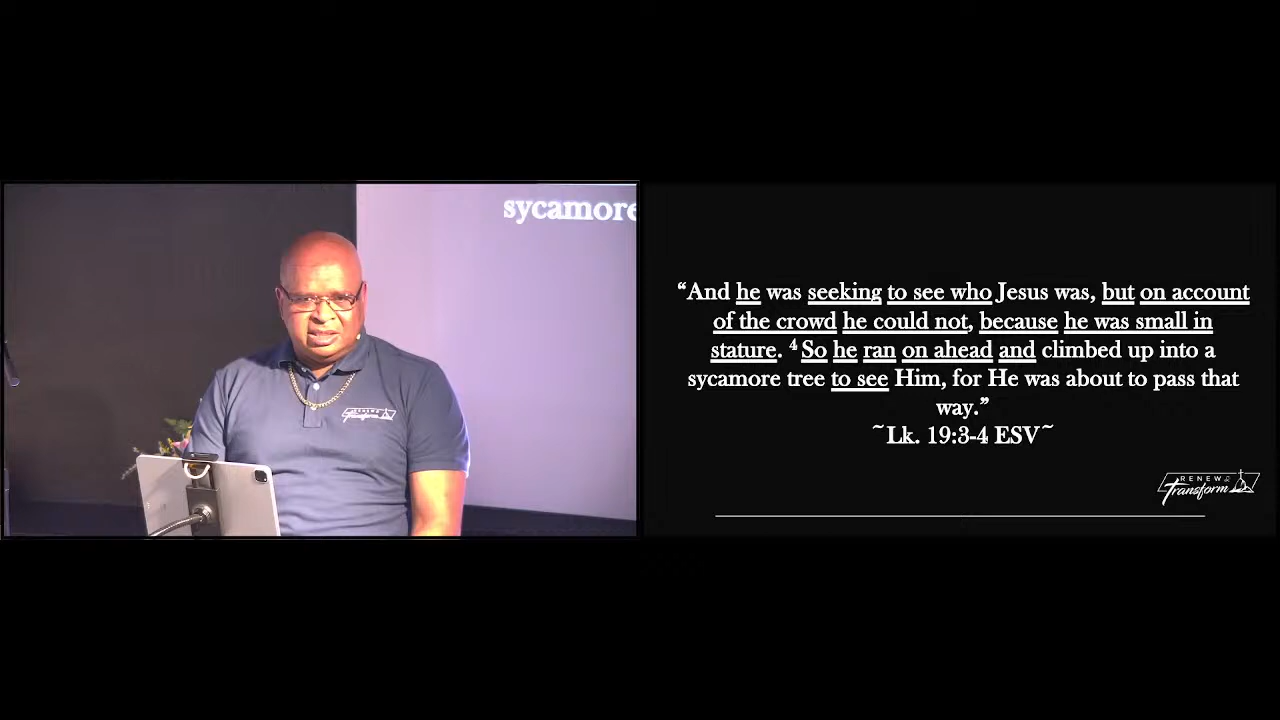 sycamore
RENEW
Transform
“And he was seeking to see who Jesus was, but on account
of the crowd he could not, because he was small in
stature. ⁴ So he ran on ahead and climbed up into a
sycamore tree to see Him, for He was about to pass that
way.”
~Lk. 19:3-4 ESV~
RENEW
Transform